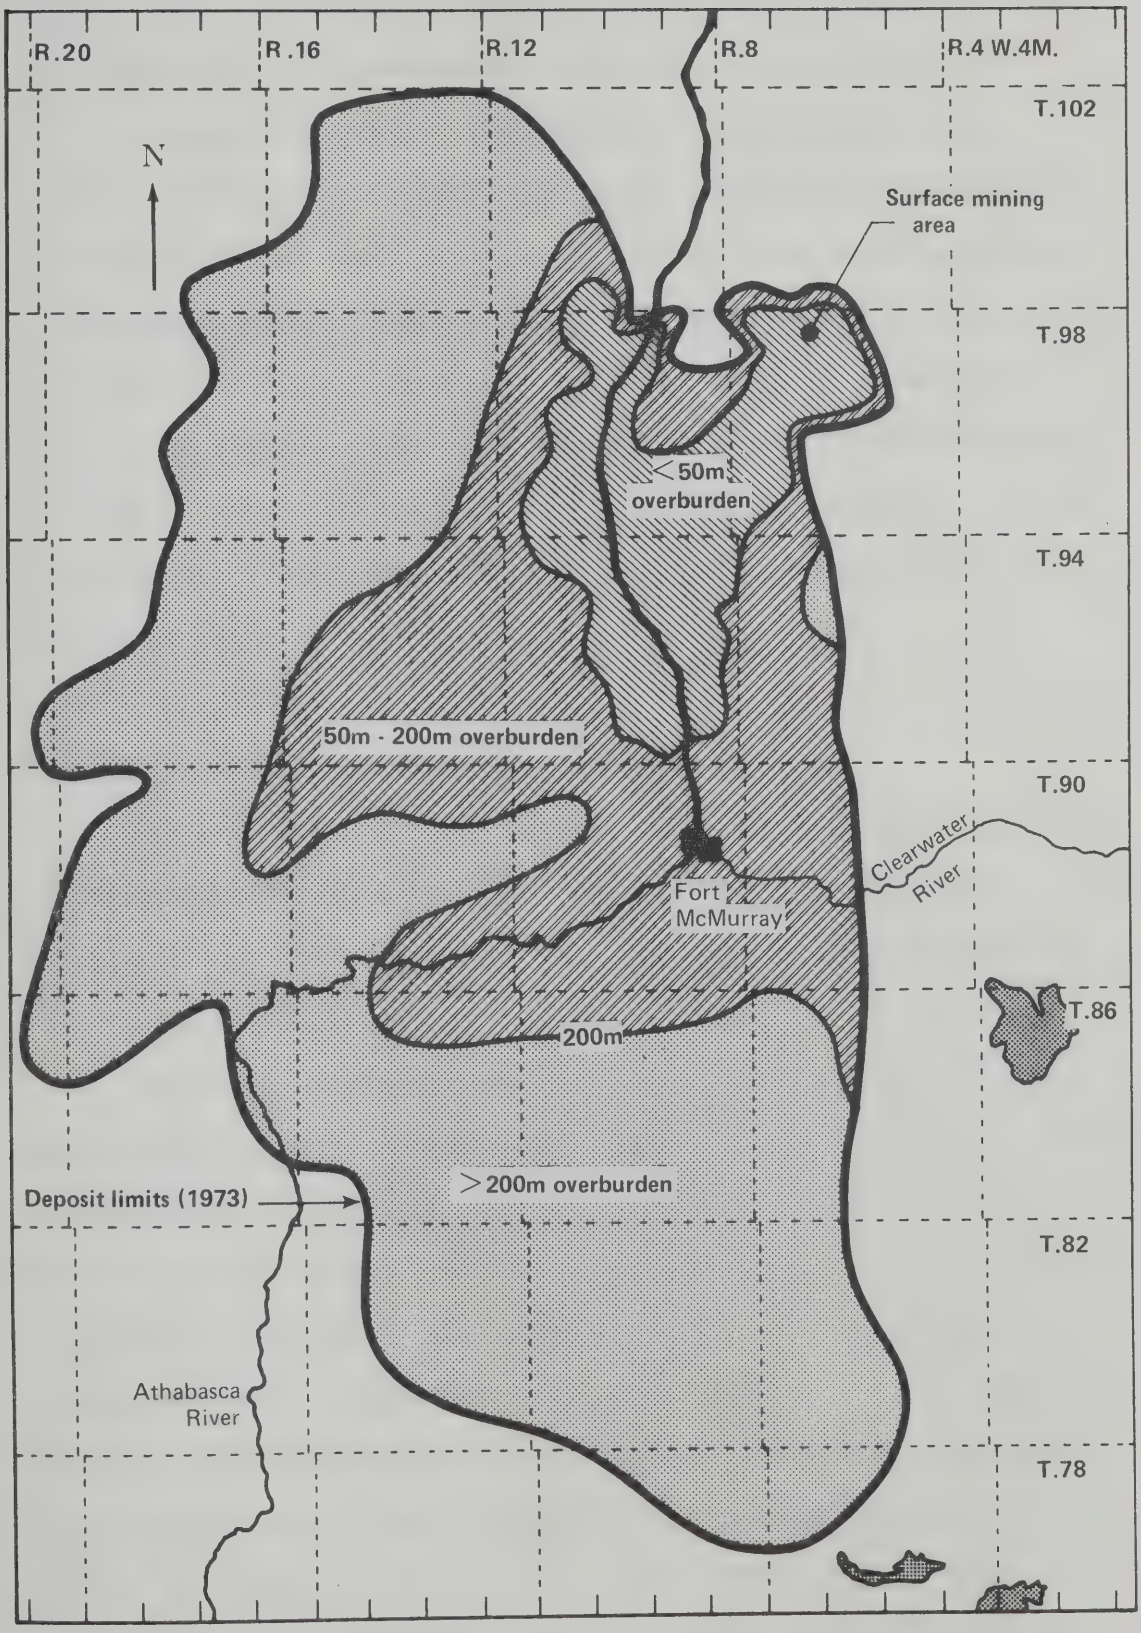 R.20
R.16
R.12
R.8
R.4 W.4M.
T.102
N
Surface mining
area
T.98
<50m
overburden
T.94
50m - 200m overburden
T.90
Clearwater
River
Fort
McMurray
T.86
200m
>200m overburden
Deposit limits (1973)
T.82
Athabasca
River
T.78